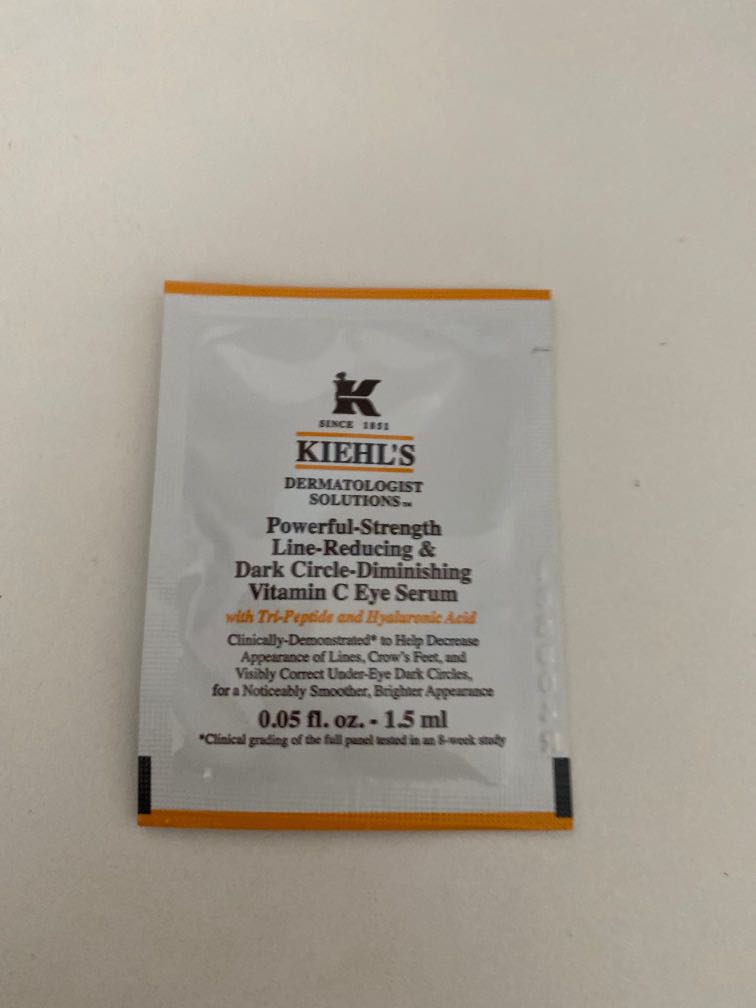 K
SINCE 1851
KIEHL'S
DERMATOLOGIST
SOLUTIONS™
Powerful-Strength
Line-Reducing &
Dark Circle-Diminishing
Vitamin C Eye Serum
with Tri-Peptide and Hyaluronic Acid
Clinically-Demonstrated* to Help Decrease
Appearance of Lines, Crow's Feet, and
Visibly Correct Under-Eye Dark Circles,
for a Noticeably Smoother, Brighter Appearance
0.05 fl. oz. - 1.5 ml
*Clinical grading of the full panel tested in an 8-week study